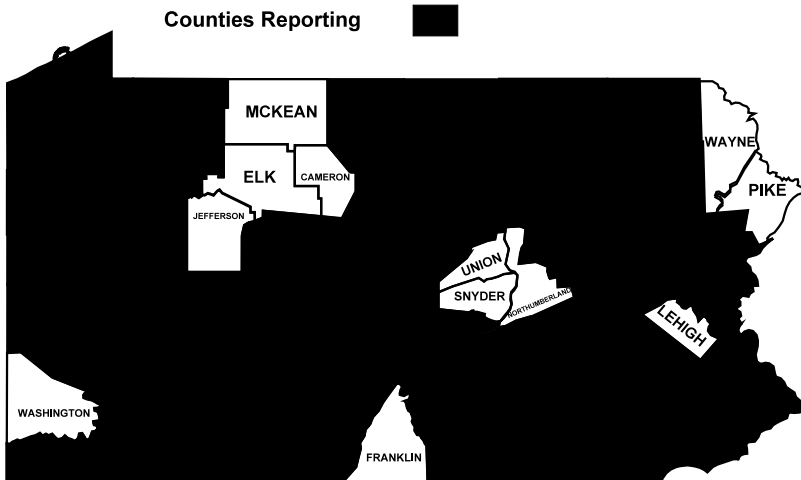 Counties Reporting
MCKEAN
WAYNE
ELK
CAMERON
PIKE
JEFFERSON
UNION
SNYDER
NORTHUMBERLAND
LEHIGH
WASHINGTON
FRANKLIN